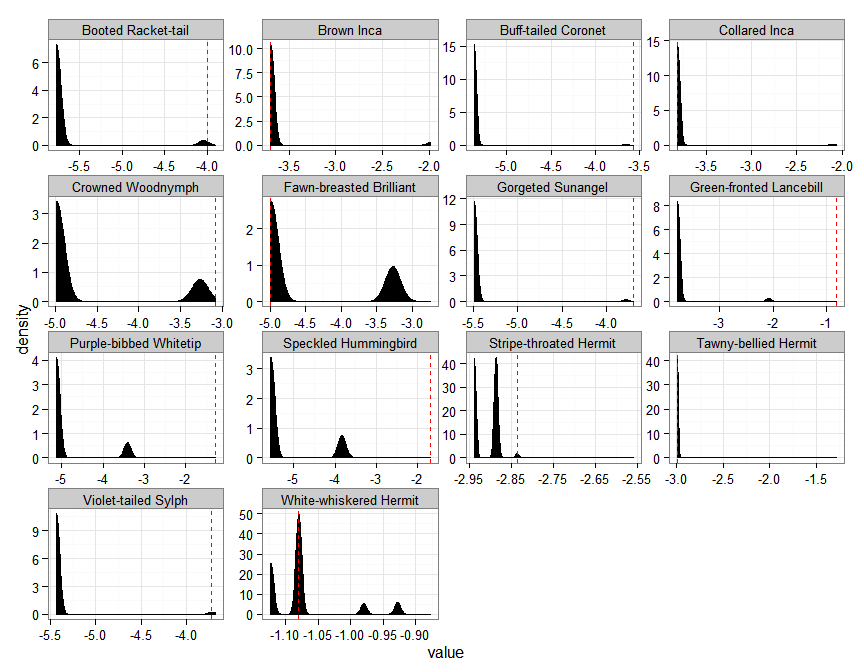 Booted Racket-tail Brown Inca Buff-tailed Coronet Collared Inca
6 4 2 0
10.0 7.5 5.0 2.5 0.0
15 10 5 0
15 10 5 0
-5.5 -5.0 -4.5 -4.0
-3.5 -3.0 -2.5 -2.0
-5.0 -4.5 -4.0 -3.5
-3.5 -3.0 -2.5 -2.0
Crowned Woodnymph Fawn-breasted Brilliant Gorgeted Sunangel Green-fronted Lancebill
3 2 1 0
2 1 0
12 9 6 3 0
8 6 4 2 0
-5.0 -4.5 -4.0 -3.5 -3.0
-5.0 -4.5 -4.0 -3.5 -3.0
-5.5 -5.0 -4.5 -4.0
-3 -2 -1
density
Purple-bibbed Whitetip Speckled Hummingbird Stripe-throated Hermit Tawny-bellied Hermit
4 3 2 1 0
3 2 1 0
40 30 20 10 0
40 30 20 10 0
-5 -4 -3 -2
-5 -4 -3 -2
-2.95 -2.85 -2.75 -2.65 -2.55
-3.0 -2.5 -2.0 -1.5
Violet-tailed Sylph White-whiskered Hermit
9 6 3 0
50 40 30 20 10 0
-5.5 -5.0 -4.5 -4.0
-1.10 -1.05 -1.00 -0.95 -0.90
value